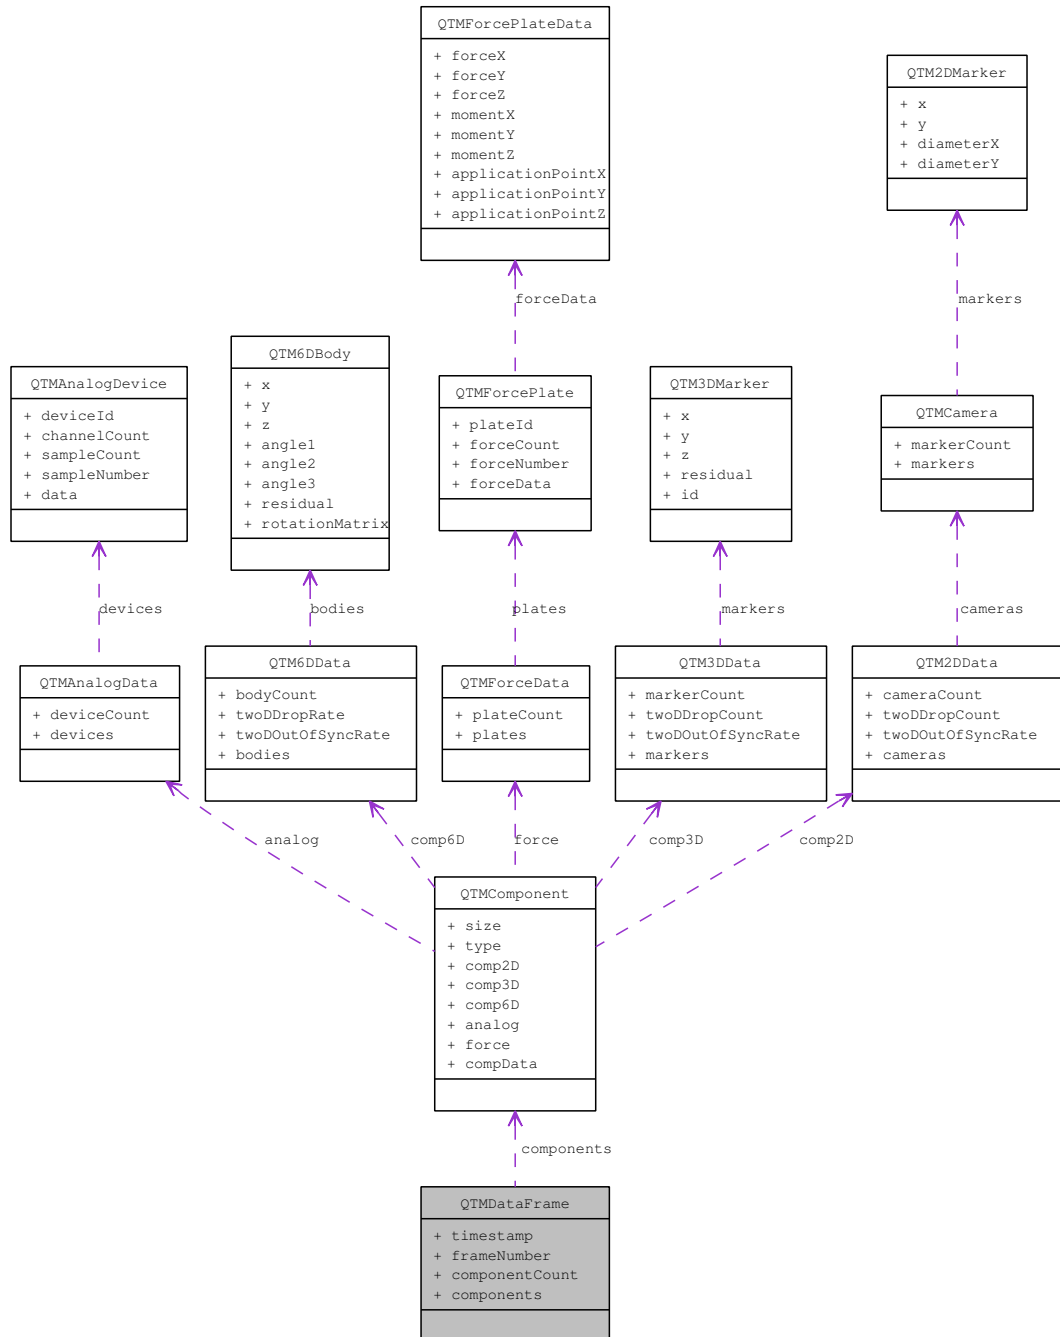 QTMForcePlateData
+ forceX
+ forceY
+ forceZ
+ momentX
+ momentY
+ momentZ
+ applicationPointX
+ applicationPointY
+ applicationPointZ
QTM2DMarker
+ x
+ y
+ diameterX
+ diameterY
forceData
markers
QTMAnalogDevice
+ deviceId
+ channelCount
+ sampleCount
+ sampleNumber
+ data
QTM6DBody
+ x
+ y
+ z
+ angle1
+ angle2
+ angle3
+ residual
+ rotationMatrix
QTMForcePlate
+ plateId
+ forceCount
+ forceNumber
+ forceData
QTM3DMarker
+ x
+ y
+ z
+ residual
+ id
QTMCamera
+ markerCount
+ markers
devices
bodies
plates
markers
cameras
QTMAnalogData
+ deviceCount
+ devices
QTM6DData
+ bodyCount
+ twoDDropRate
+ twoDOutOfSyncRate
+ bodies
QTMForceData
+ plateCount
+ plates
QTM3DData
+ markerCount
+ twoDDropCount
+ twoDOutOfSyncRate
+ markers
QTM2DData
+ cameraCount
+ twoDDropCount
+ twoDOutOfSyncRate
+ cameras
analog
comp6D
force
comp3D
comp2D
QTMComponent
+ size
+ type
+ comp2D
+ comp3D
+ comp6D
+ analog
+ force
+ compData
components
QTMDataFrame
+ timestamp
+ frameNumber
+ componentCount
+ components